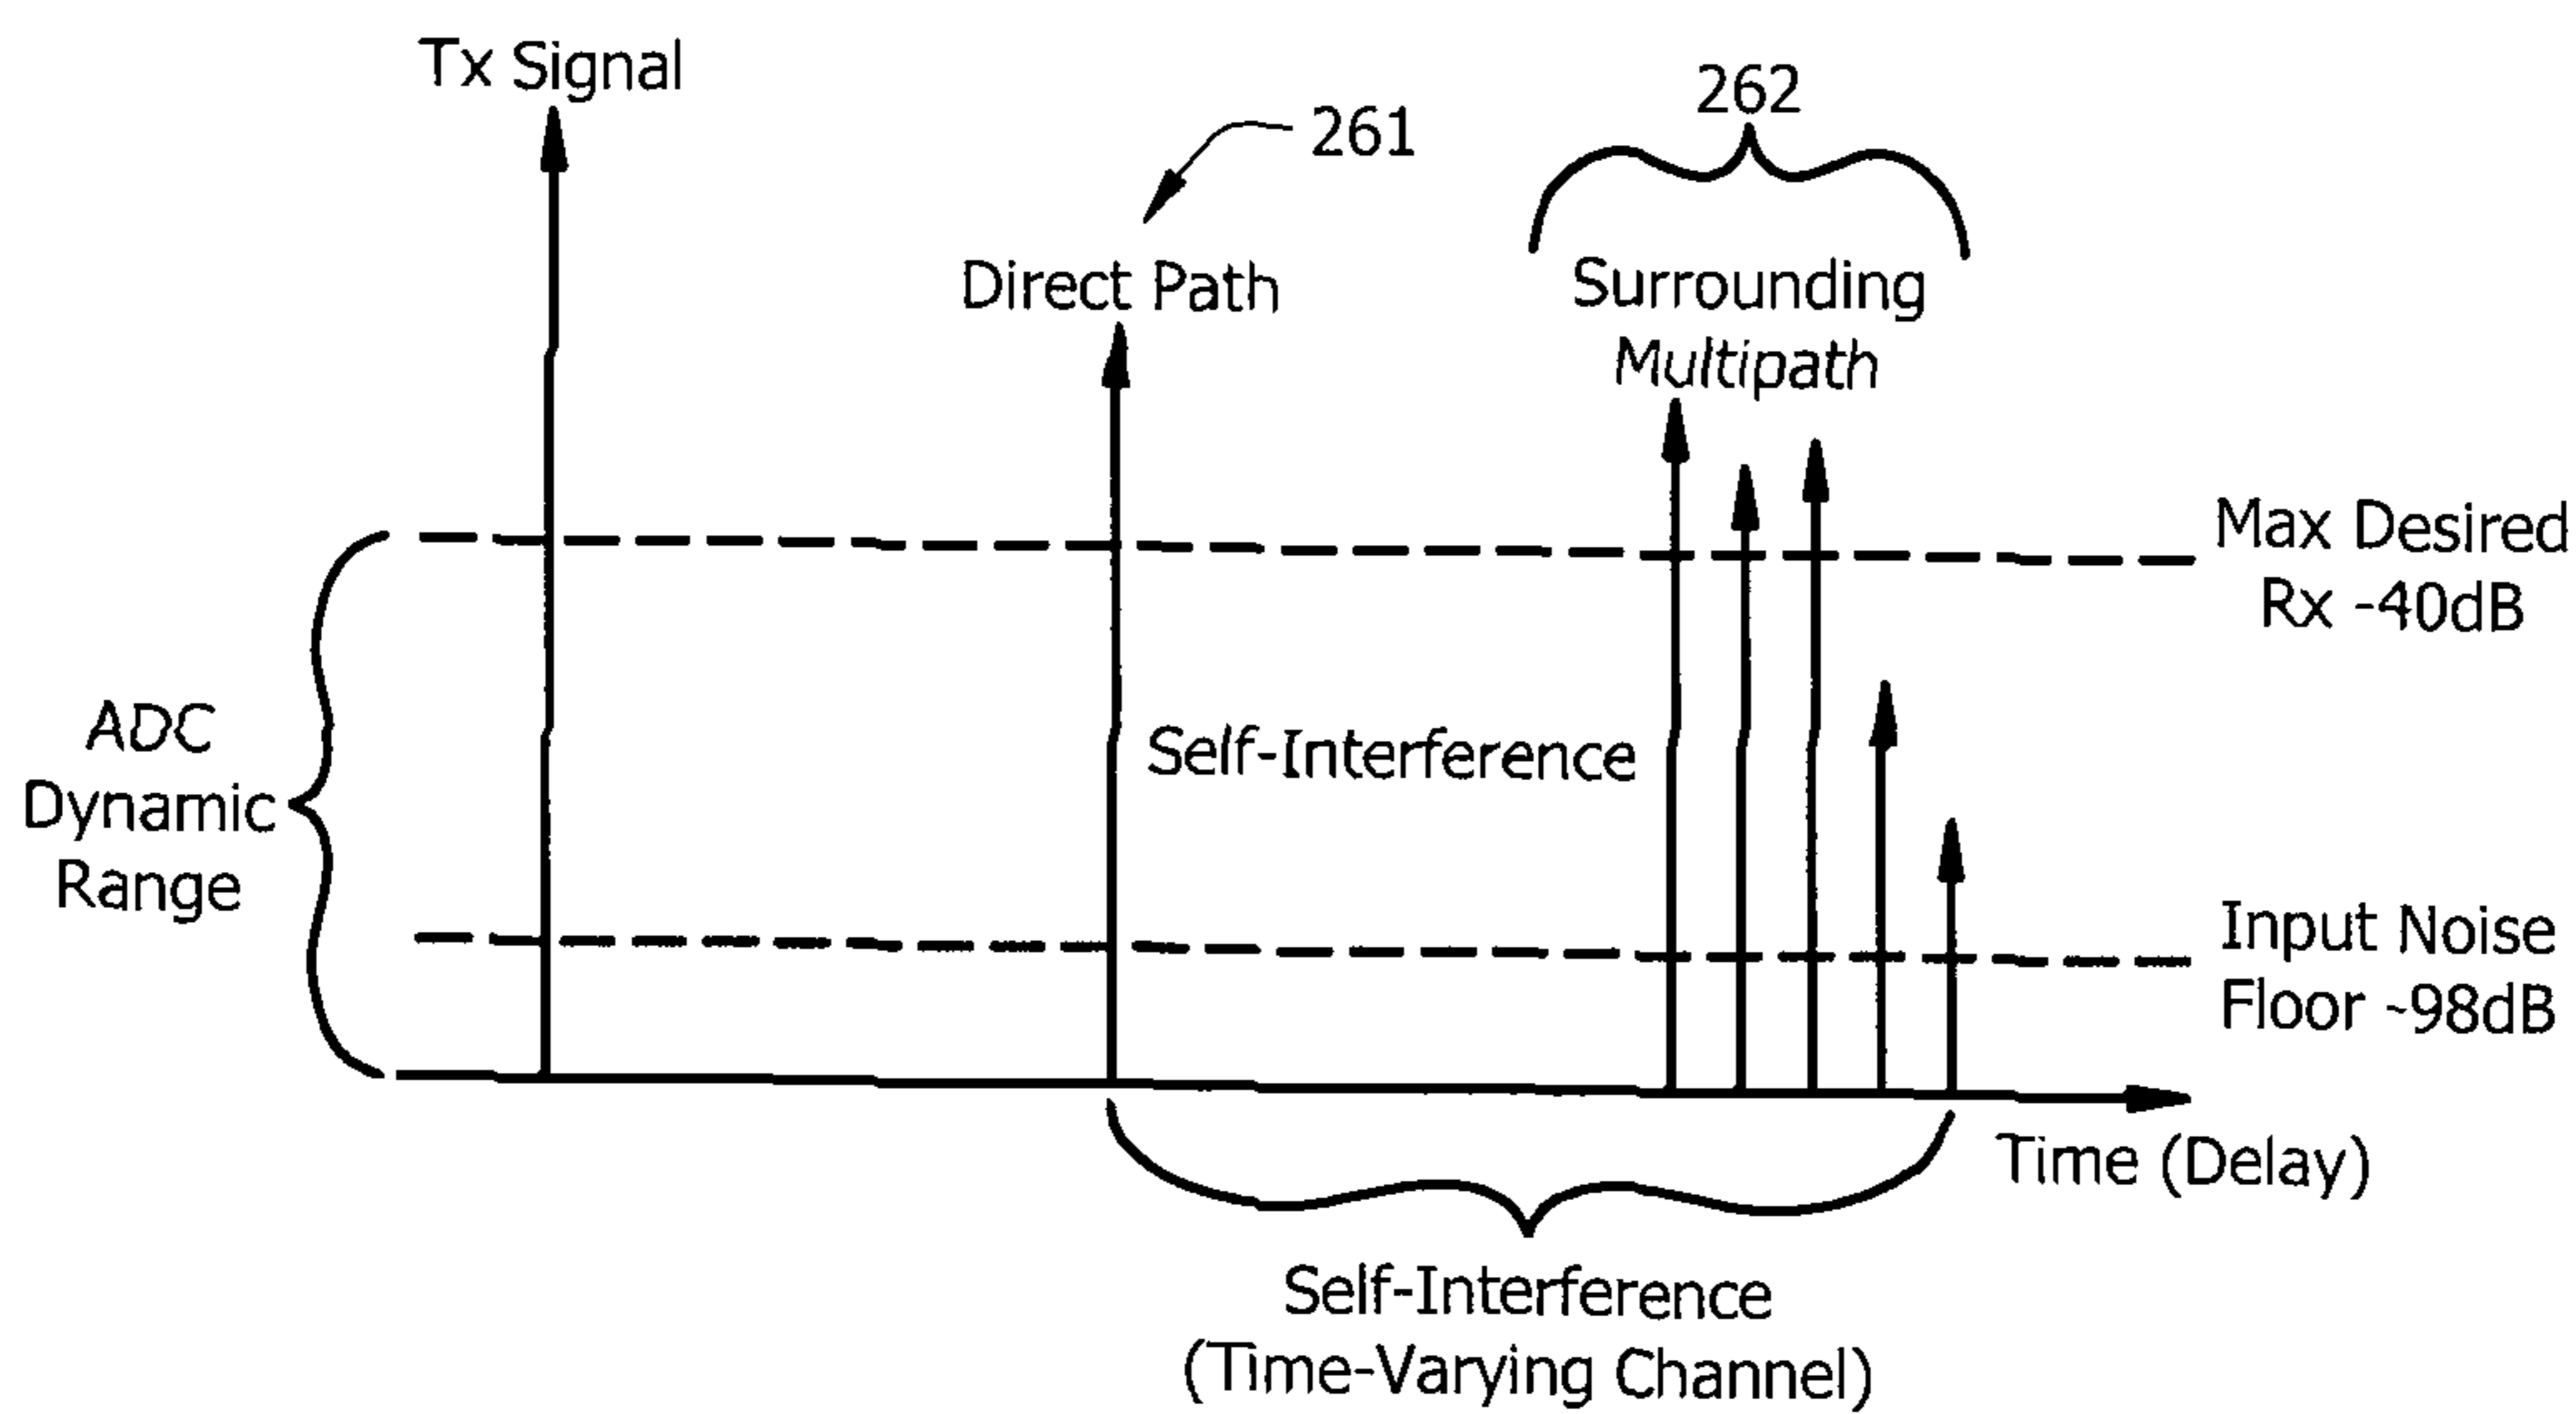 Tx Signal
262
261
Direct Path
Surrounding
Multipath
Max Desired
Rx -40dB
Self-Interference
ADC
Dynamic
Range
Input Noise
Floor -98dB
Time (Delay)
Self-Interference
(Time-Varying Channel)